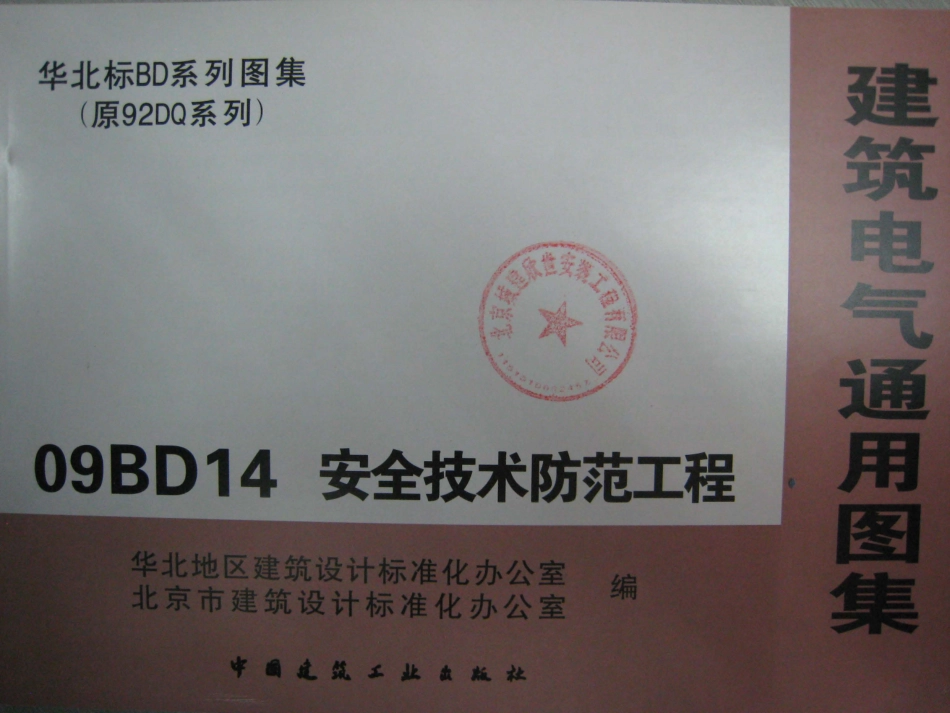 华北标BD系列图集
（原92DQ系列）
建筑电气通用图集
09BD14 安全技术防范工程
华北地区建筑设计标准化办公室
北京市建筑设计标准化办公室
编
中国建筑工业出版社